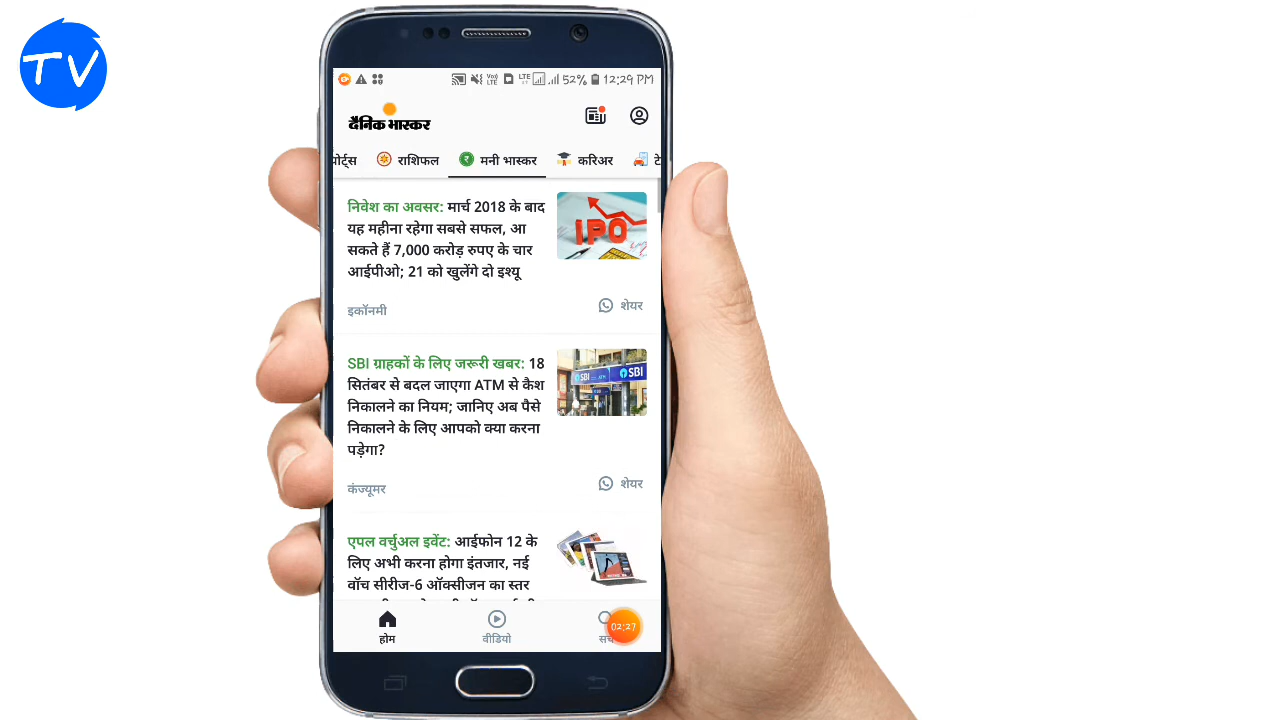 TV
LTE 52% 12:29 PM
दैनिक भास्कर
राशिफल मनी भास्कर करिअर
निवेश का अवसर: मार्च 2018 के बाद
यह महीना रहेगा सबसे सफल, आ
सकते हैं 7,000 करोड़ रुपए के चार
आईपीओ; 21 को खुलेंगे दो इश्यू
IPO
इकॉनमी
शेयर
SBI ग्राहकों के लिए जरूरी खबर: 18
सितंबर से बदल जाएगा ATM से कैश
निकालने का नियम; जानिए अब पैसे
निकालने के लिए आपको क्या करना
पड़ेगा?
SBI
SBI
कंज्यूमर
शेयर
एपल वर्चुअल इवेंट: आईफोन 12 के
लिए अभी करना होगा इंतजार, नई
वॉच सीरीज-6 ऑक्सीजन का स्तर
होम
वीडियो
02:27